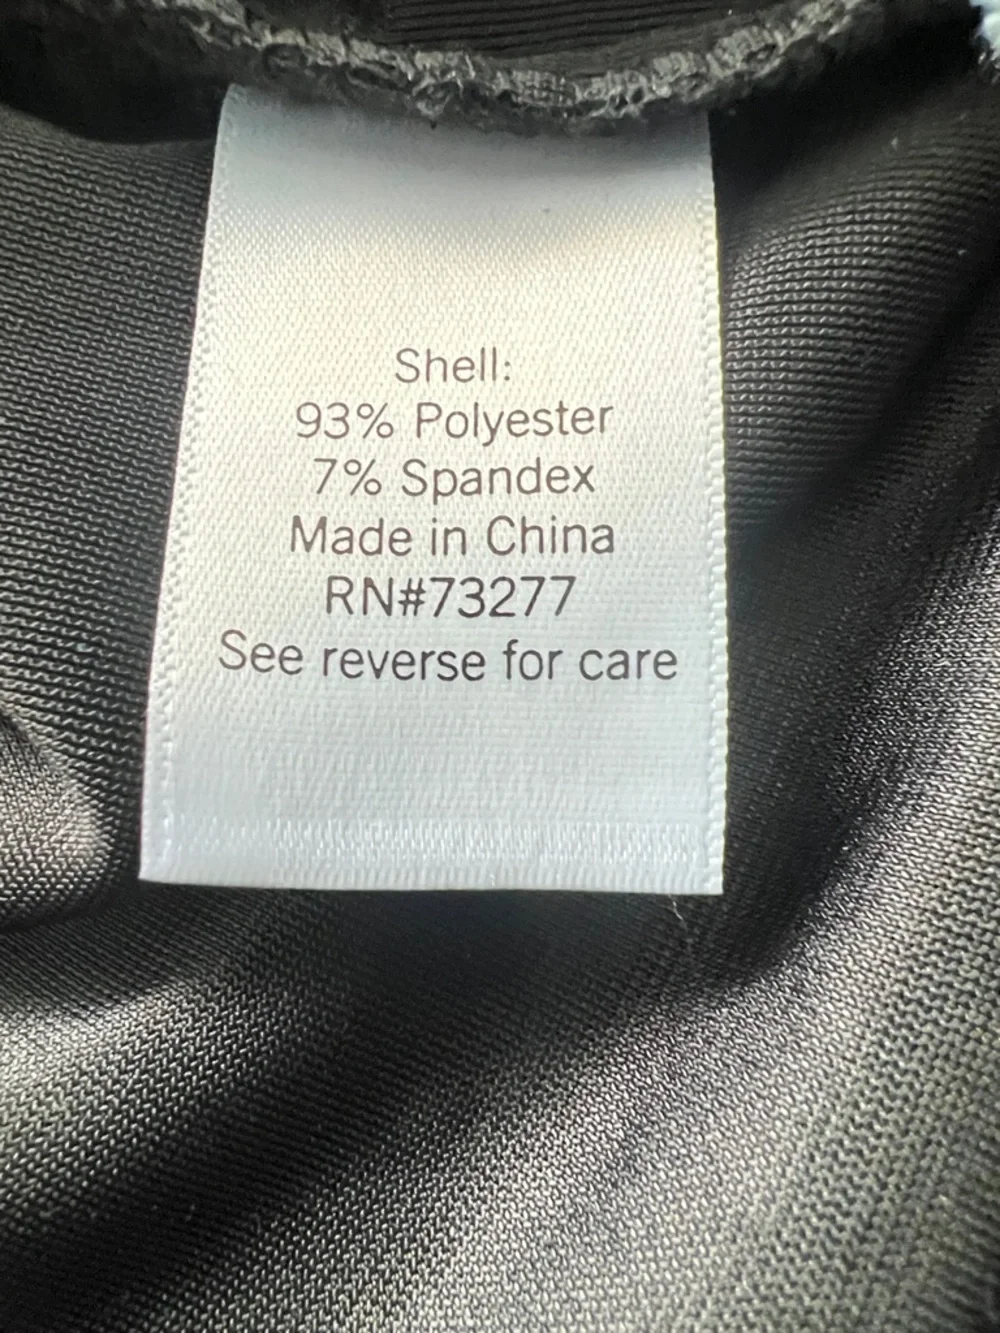 Shell:
93% Polyester
7% Spandex
Made in China
RN#73277
See reverse for care